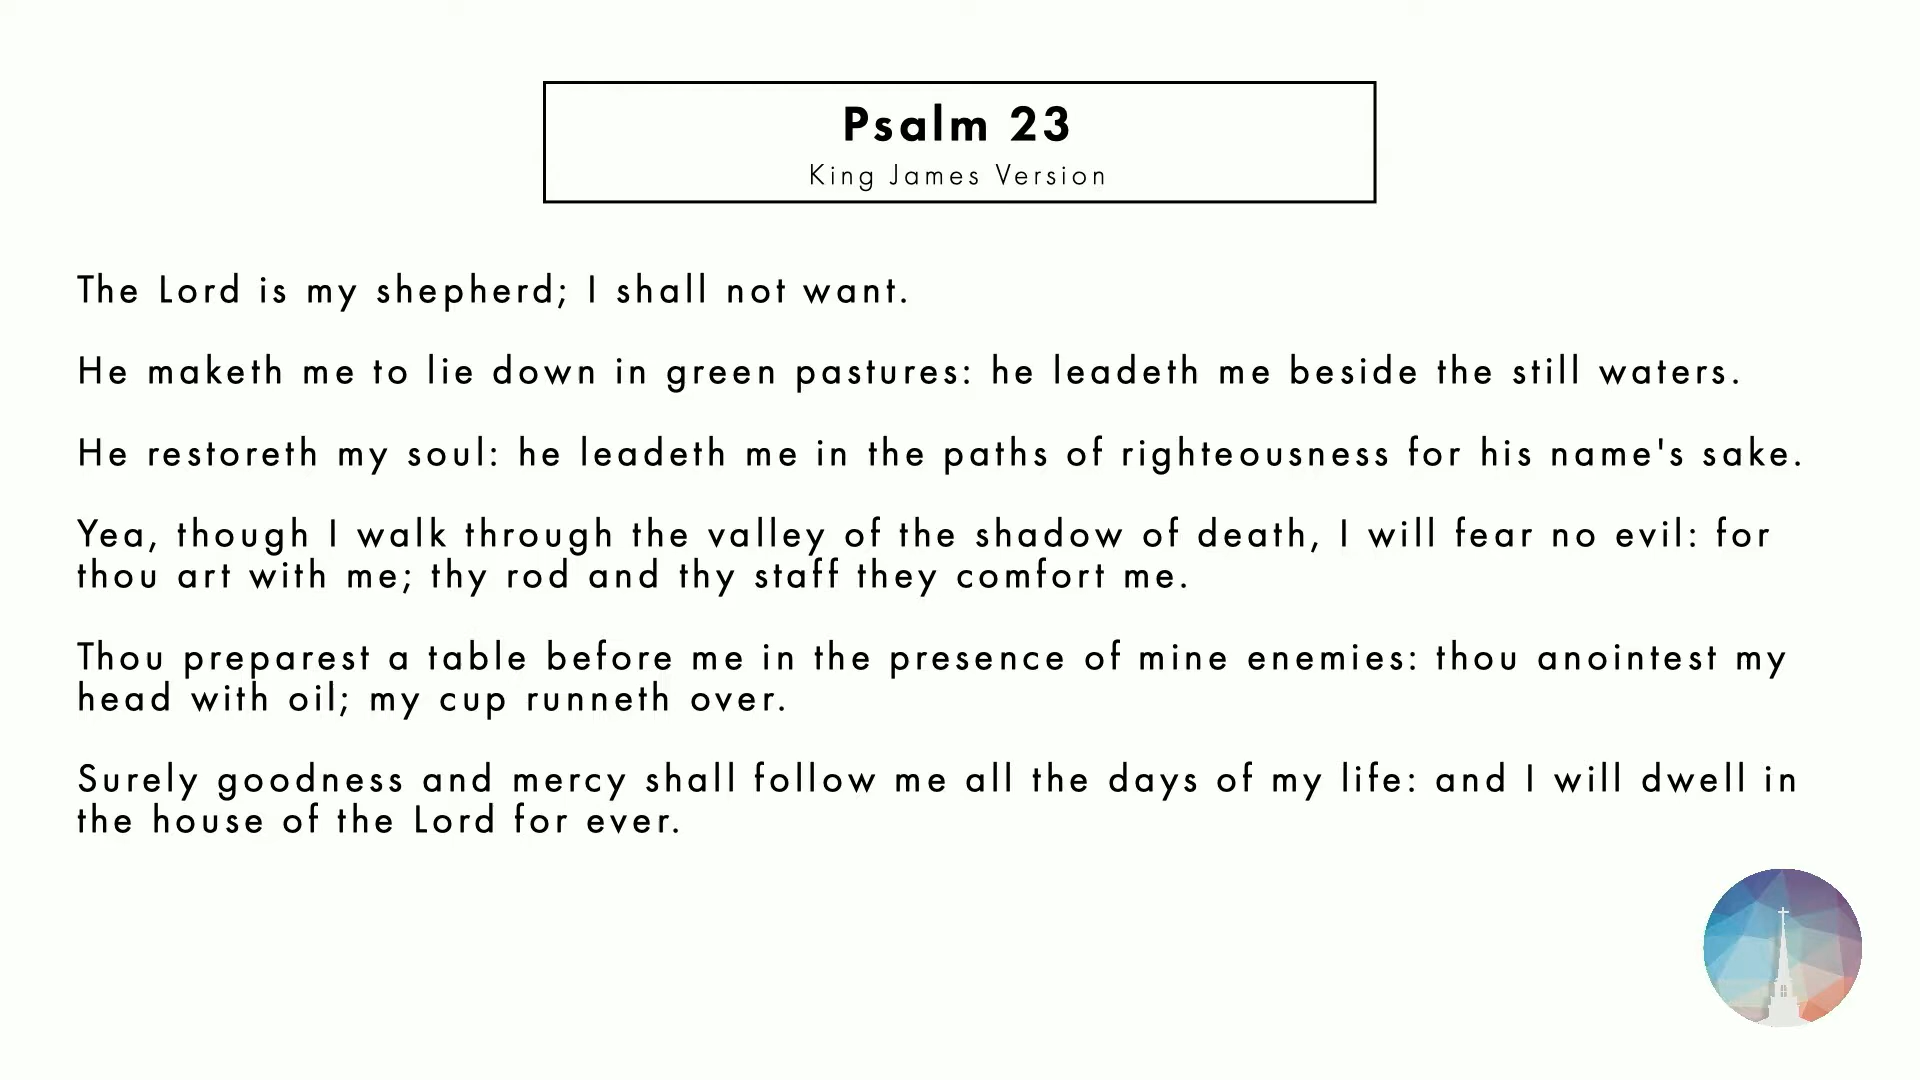 Psalm 23
King James Version
The Lord is my shepherd; I shall not want.
He maketh me to lie down in green pastures: he leadeth me beside the still waters.
He restoreth my soul: he leadeth me in the paths of righteousness for his name's sake.
Yea, though I walk through the valley of the shadow of death, I will fear no evil: for
thou art with me; thy rod and thy staff they comfort me.
Thou preparest a table before me in the presence of mine enemies: thou anointest my
head with oil; my cup runneth over.
Surely goodness and mercy shall follow me all the days of my life: and I will dwell in
the house of the Lord for ever.